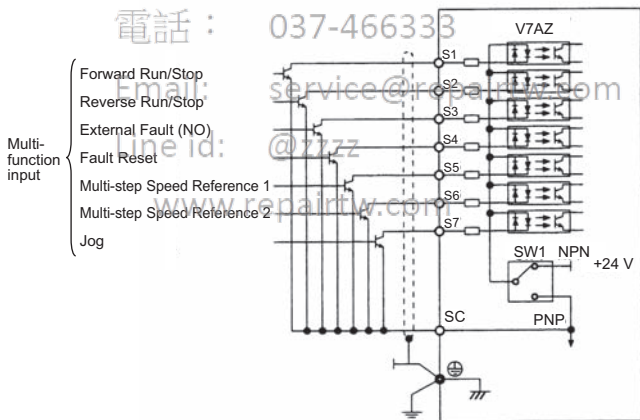 電話： 037-466333
V7AZ
S1
Forward Run/Stop
Email: service@repairtw.com
S2
Reverse Run/Stop
S3
External Fault (NO)
Line id: @zzzz
S4
Multi-function input
Fault Reset
S5
Multi-step Speed Reference 1
www.repairtw.com
S6
Multi-step Speed Reference 2
S7
Jog
SW1 NPN
+24 V
SC
PNP